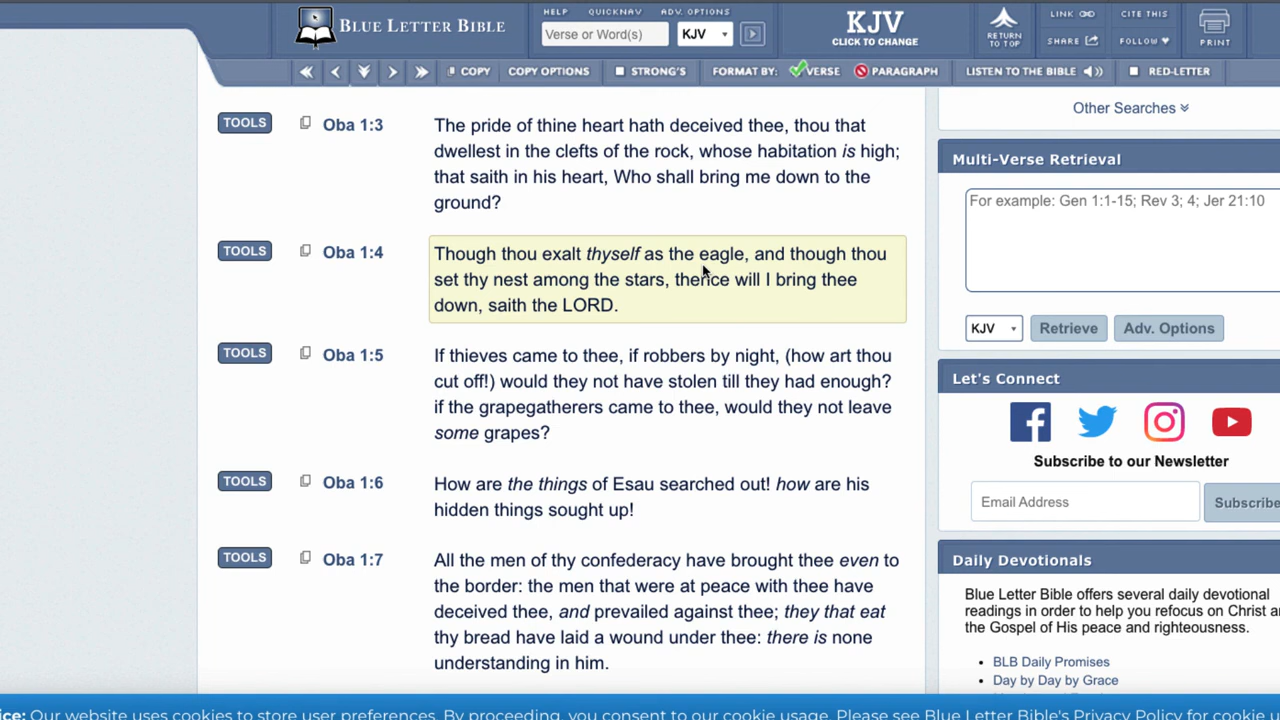 BLUE LETTER BIBLE
HELP QUICKNAV ADV. OPTIONS
Verse or Word(s)
KJV
KJV
CLICK TO CHANGE
RETURN
TO TOP
LINK
SHARE
CITE THIS
FOLLOW
PRINT
COPY
COPY OPTIONS
STRONG'S
FORMAT BY:
VERSE
PARAGRAPH
LISTEN TO THE BIBLE
RED-LETTER
TOOLS
Oba 1:3
The pride of thine heart hath deceived thee, thou that
dwellest in the clefts of the rock, whose habitation is high;
that saith in his heart, Who shall bring me down to the
ground?
TOOLS
Oba 1:4
Though thou exalt thyself as the eagle, and though thou
set thy nest among the stars, thence will I bring thee
down, saith the LORD.
TOOLS
Oba 1:5
If thieves came to thee, if robbers by night, (how art thou
cut off!) would they not have stolen till they had enough?
if the grapegatherers came to thee, would they not leave
some grapes?
TOOLS
Oba 1:6
How are the things of Esau searched out! how are his
hidden things sought up!
TOOLS
Oba 1:7
All the men of thy confederacy have brought thee even to
the border: the men that were at peace with thee have
deceived thee, and prevailed against thee; they that eat
thy bread have laid a wound under thee: there is none
understanding in him.
Other Searches
Multi-Verse Retrieval
For example: Gen 1:1-15; Rev 3; 4; Jer 21:10
KJV
Retrieve
Adv. Options
Let's Connect
Subscribe to our Newsletter
Email Address
Subscribe
Daily Devotionals
Blue Letter Bible offers several daily devotional
readings in order to help you refocus on Christ an
the Gospel of His peace and righteousness.
• BLB Daily Promises
• Day by Day by Grace
ice: Our website uses cookies to store user preferences. By proceeding, you consent to our cookie usage. Please see Blue Letter Bible's Privacy Policy for cookie u